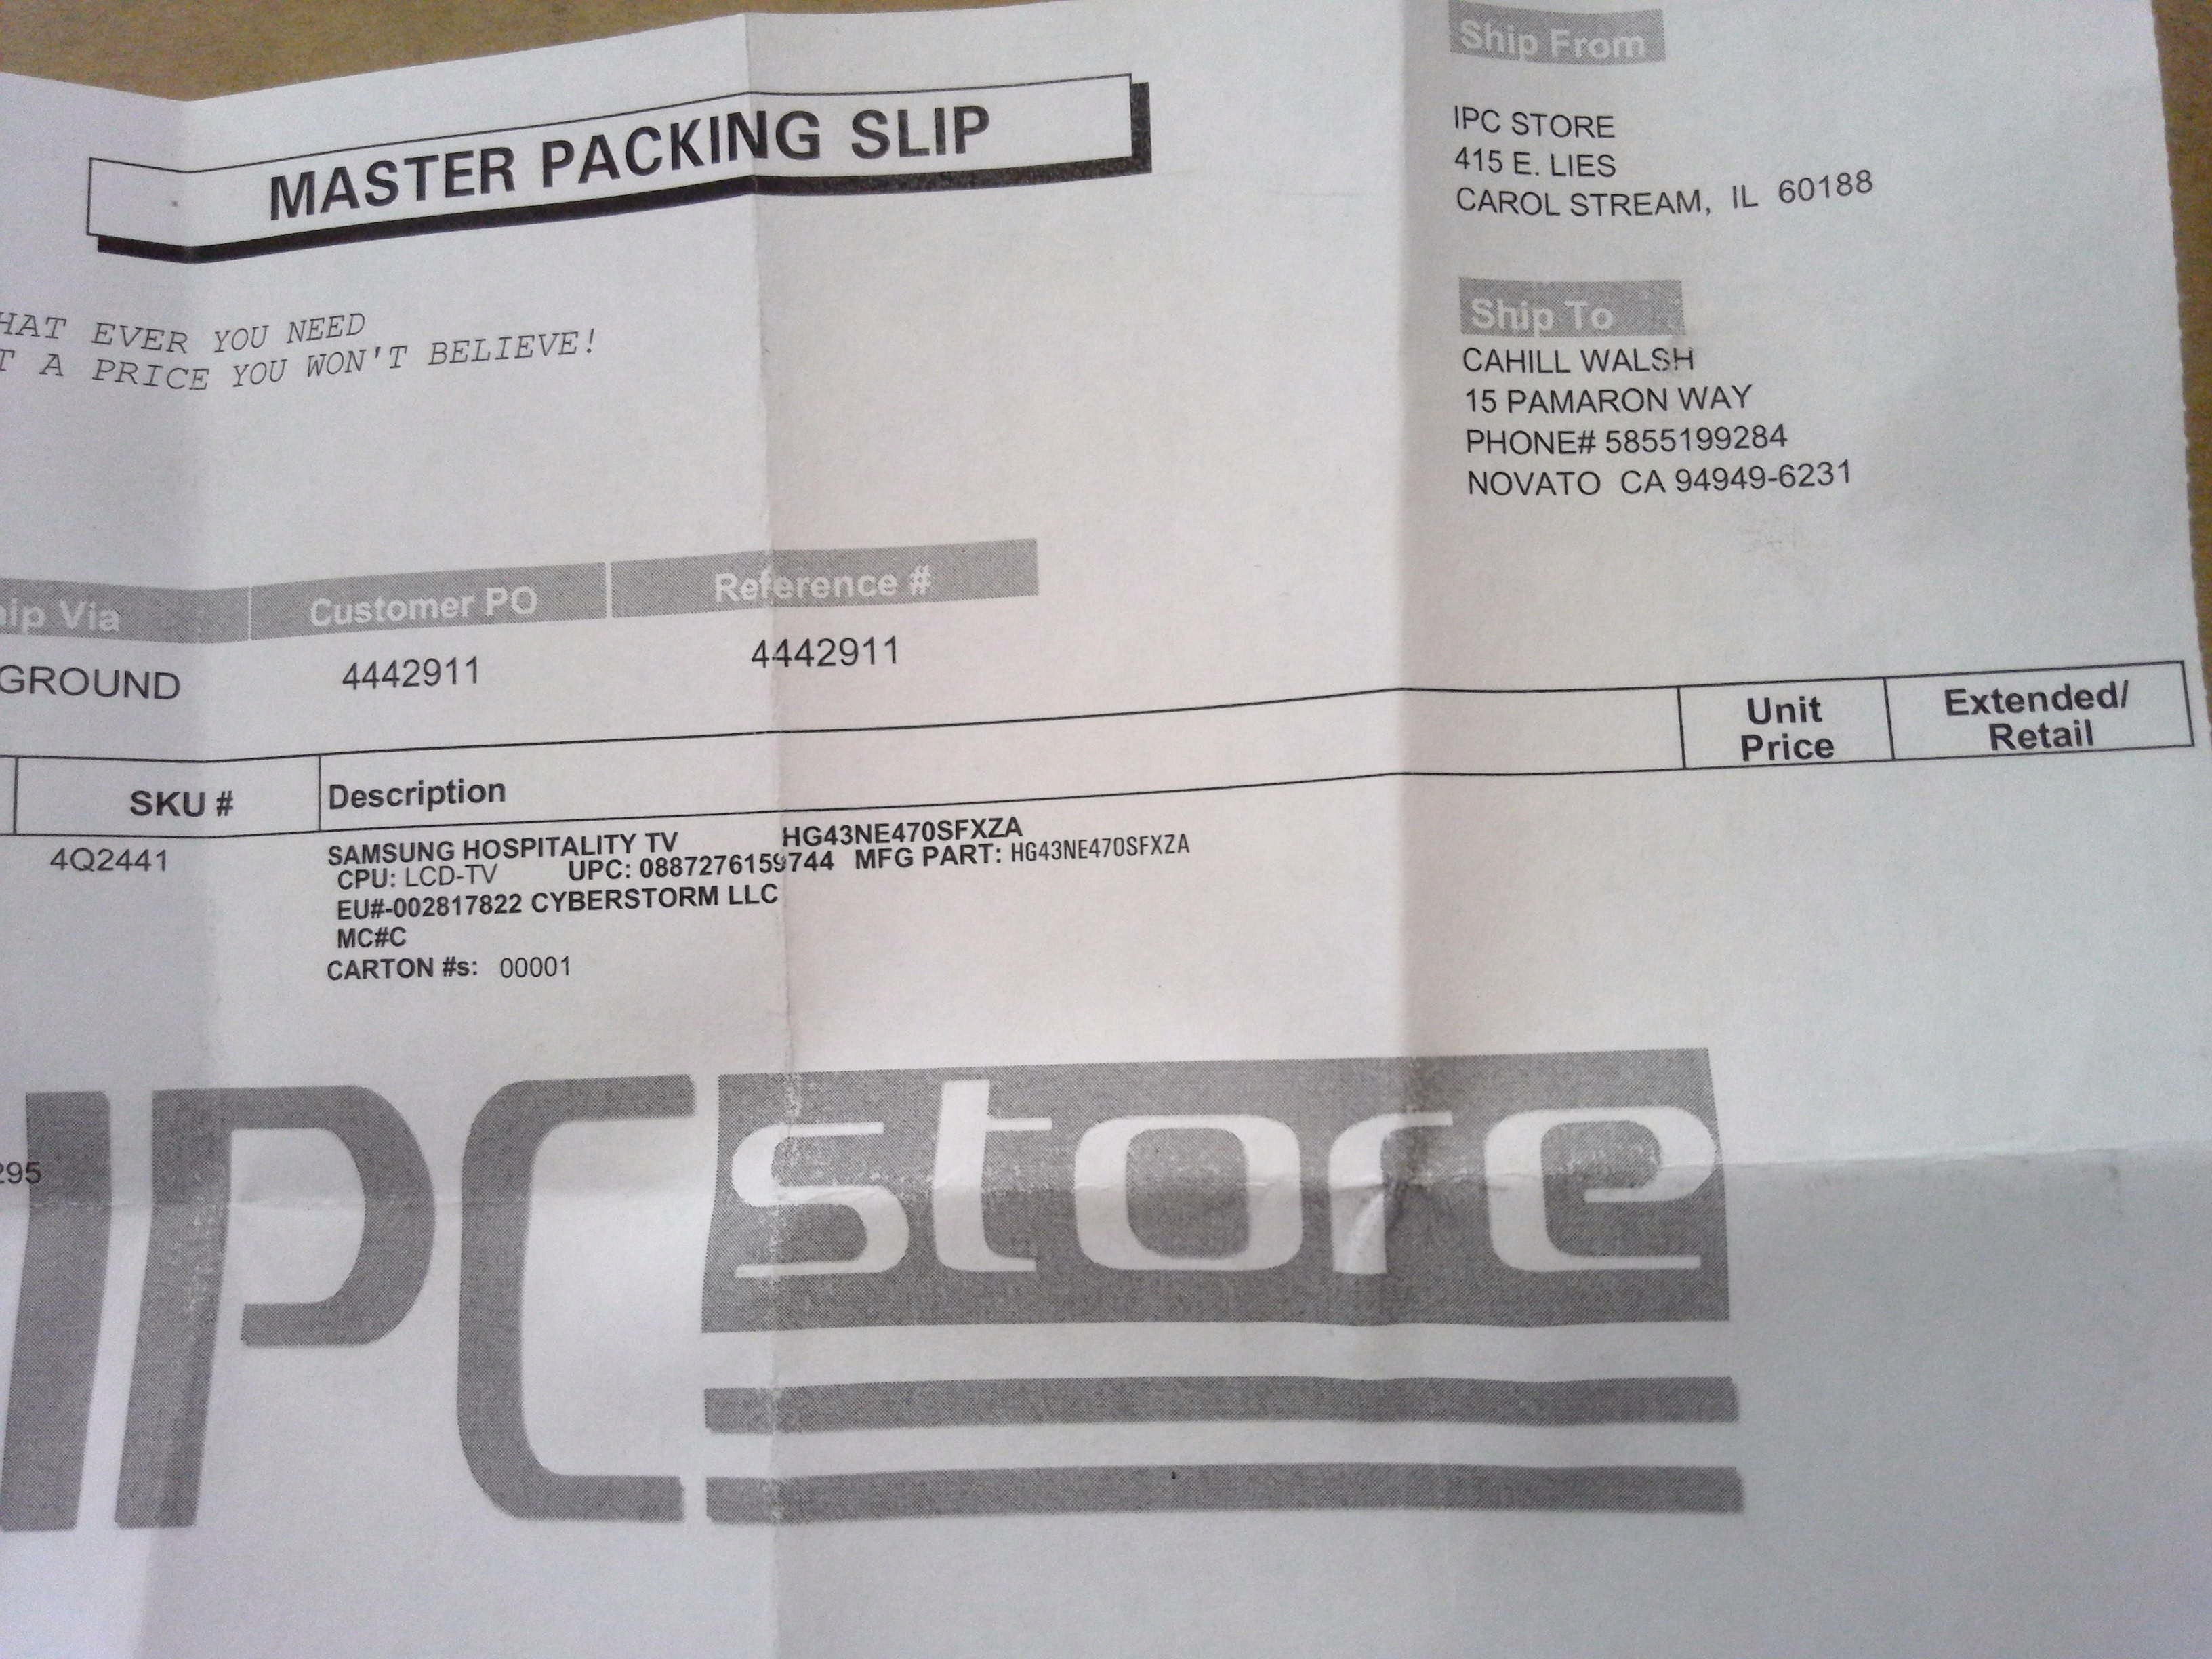 Ship From
MASTER PACKING SLIP
IPC STORE
415 E. LIES
CAROL STREAM, IL 60188
Ship To
CAHILL WALSH
15 PAMARON WAY
PHONE# 5855199284
NOVATO CA 94949-6231
HAT EVER YOU NEED
T A PRICE YOU WON'T BELIEVE!
ip Via Customer PO Reference #
GROUND 4442911 4442911
SKU # Description Unit Price Extended/ Retail
4Q2441 SAMSUNG HOSPITALITY TV HG43NE470SFXZA
CPU: LCD-TV UPC: 0887276159744 MFG PART: HG43NE470SFXZA
EU#-002817822 CYBERSTORM LLC
MC#C
CARTON #s: 00001
IPC store
295